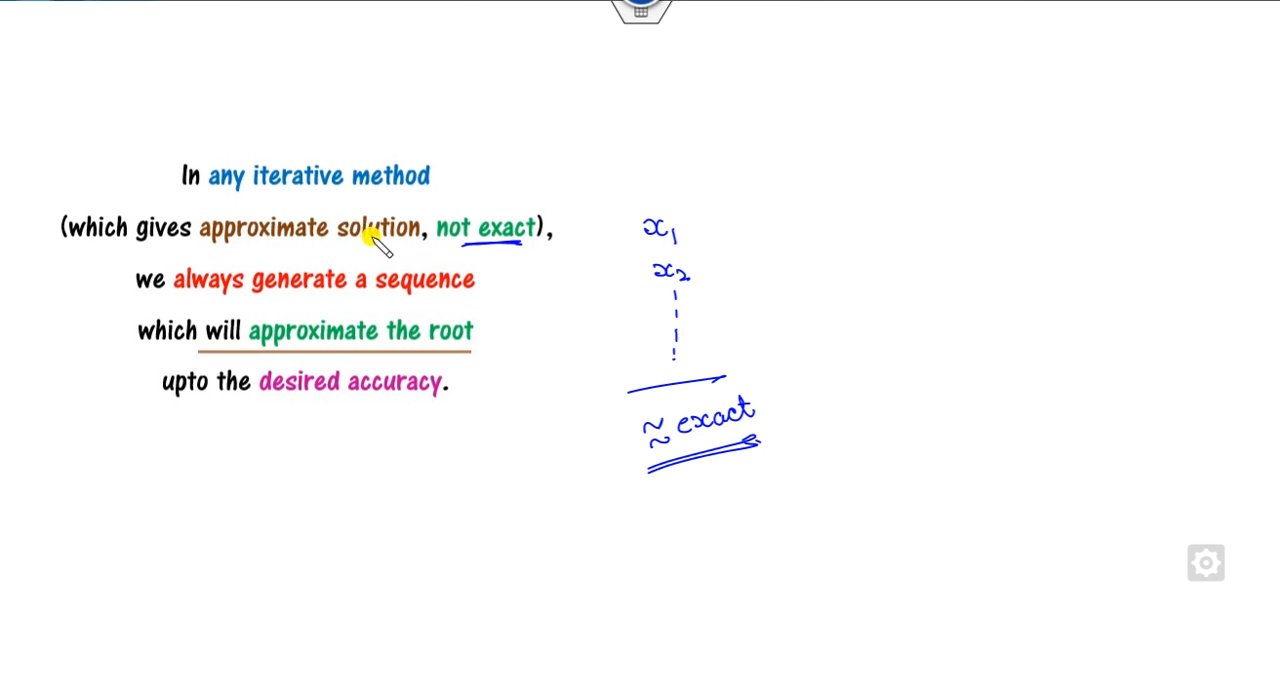 In any iterative method
(which gives approximate solution, not exact),
we always generate a sequence
which will approximate the root
upto the desired accuracy.
x₁
x₂
≈ exact